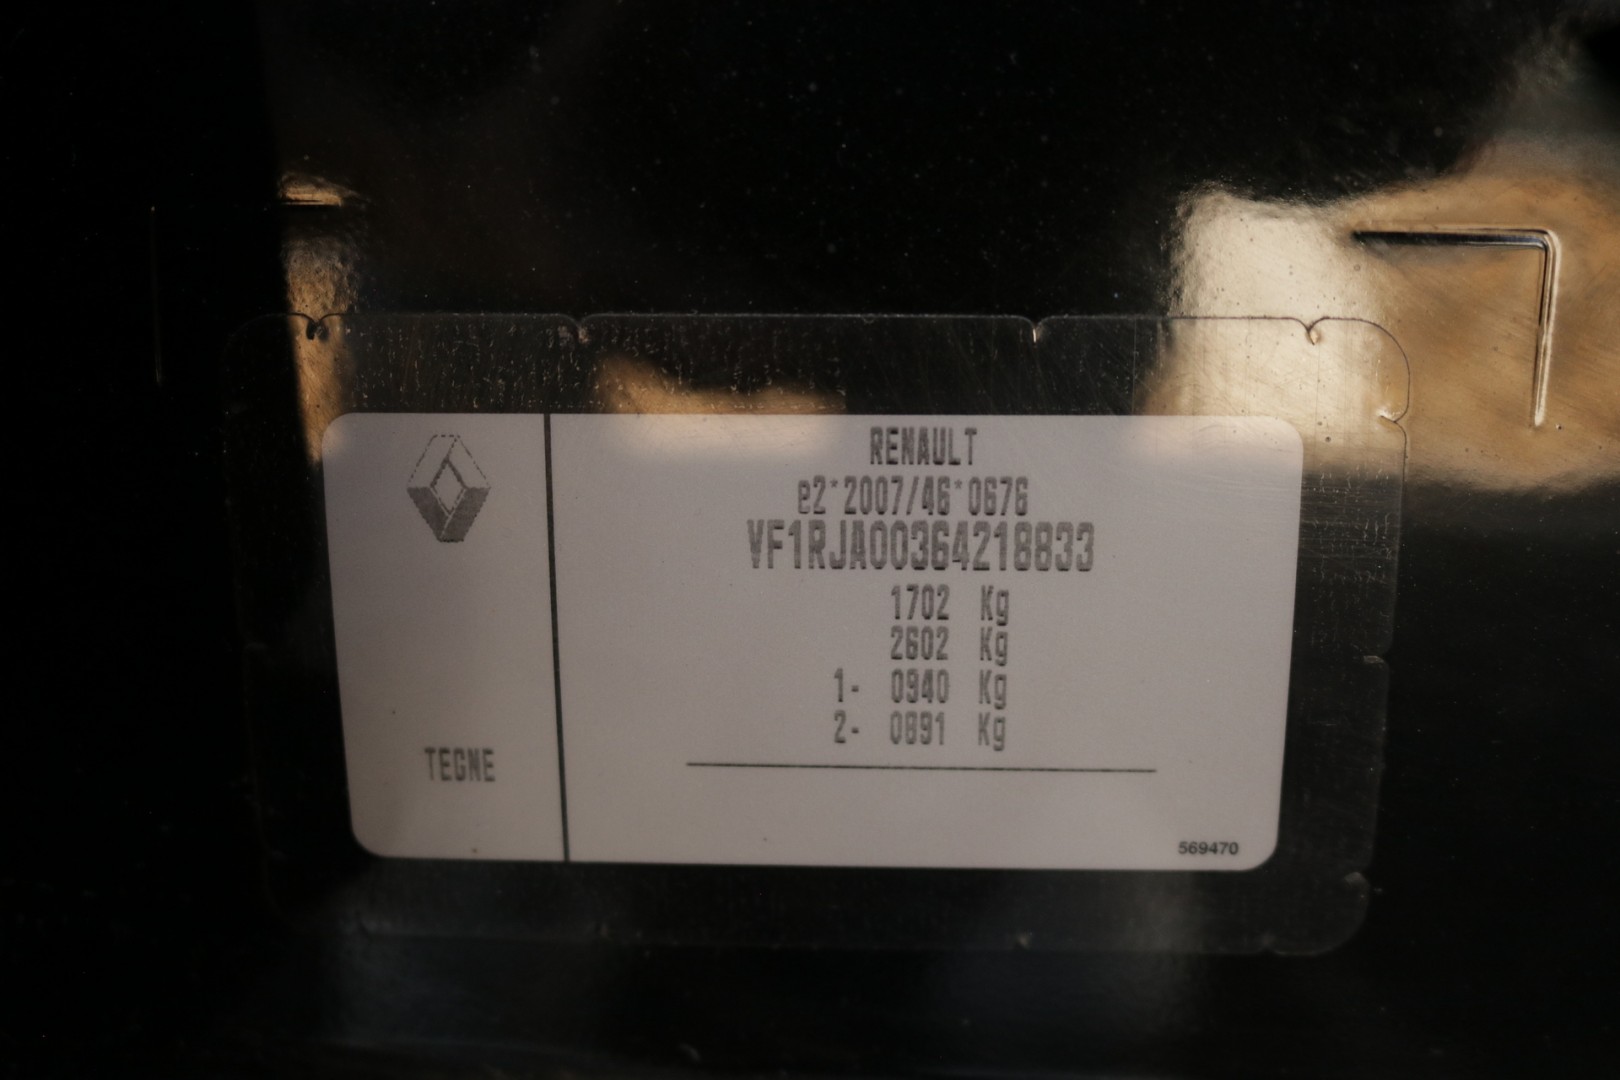 RENAULT
e2*2007/46*0676
VF1RJA00364218833
1702 Kg
2602 Kg
1- 0940 Kg
2- 0891 Kg
TEGNE
569470